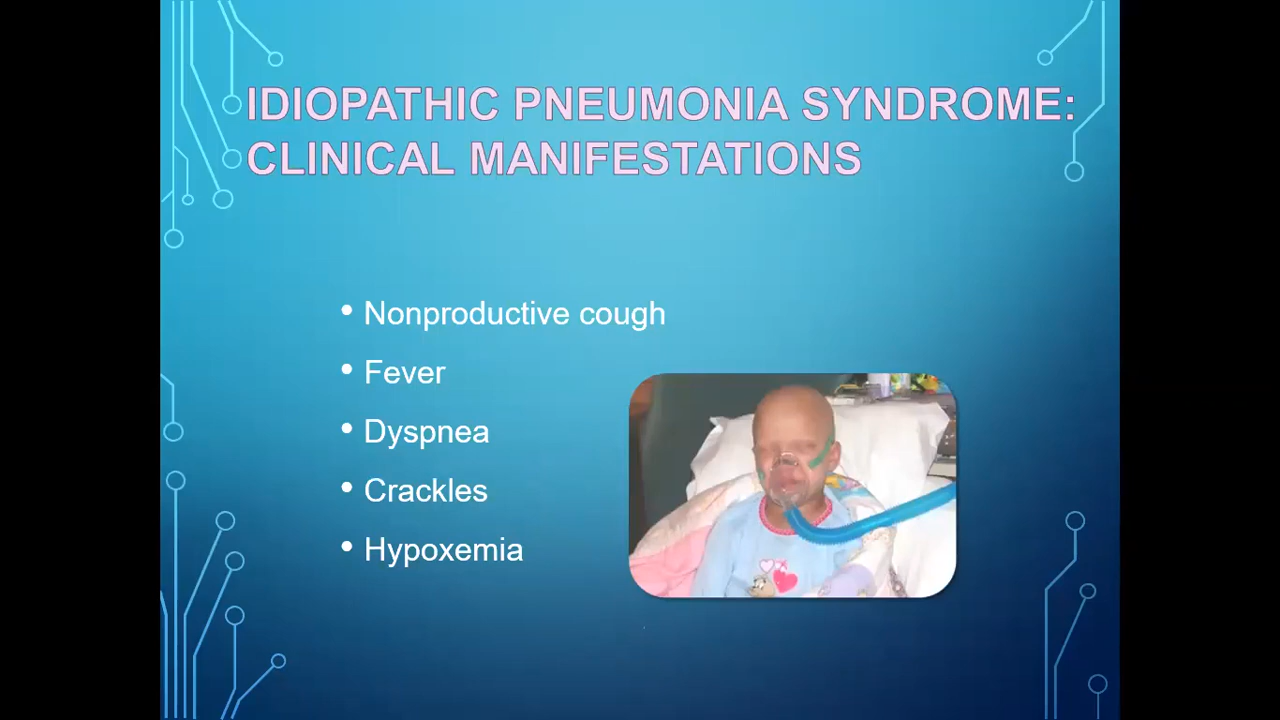 IDIOPATHIC PNEUMONIA SYNDROME:
CLINICAL MANIFESTATIONS
• Nonproductive cough
• Fever
• Dyspnea
• Crackles
• Hypoxemia